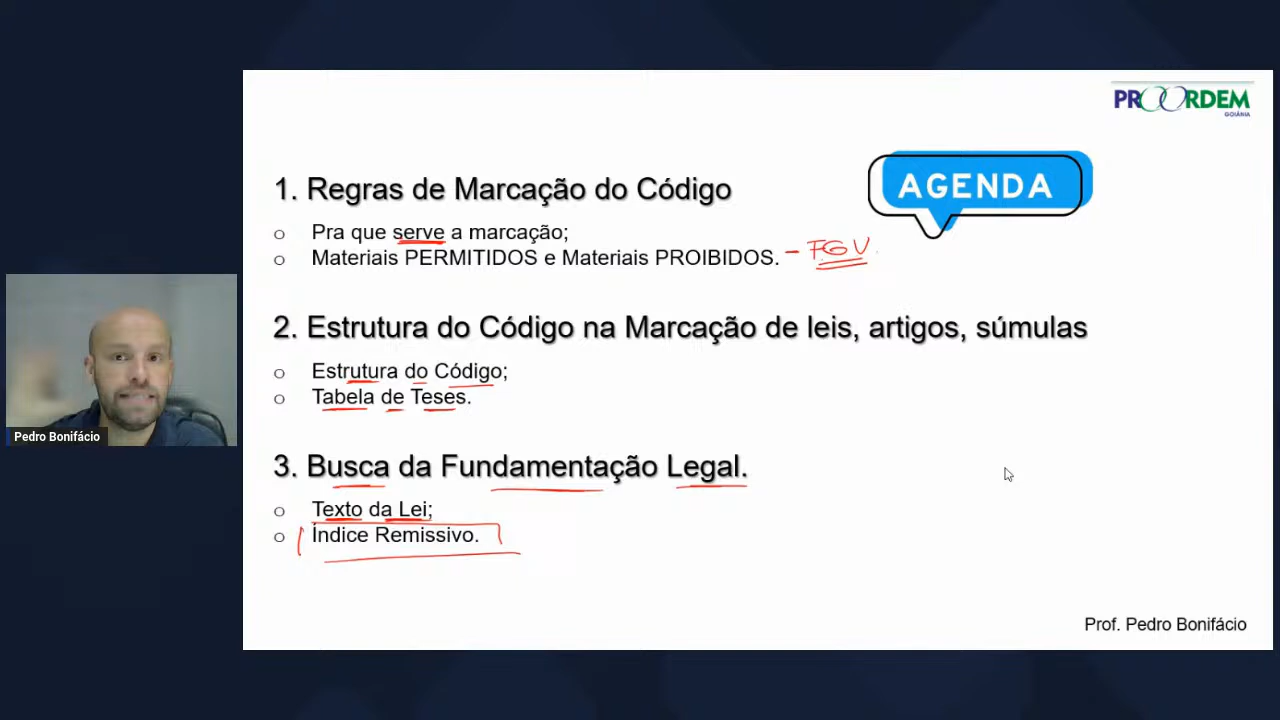 PROORDEM
GOIÂNIA
AGENDA
1. Regras de Marcação do Código
o Pra que serve a marcação;
o Materiais PERMITIDOS e Materiais PROIBIDOS. - FGV
2. Estrutura do Código na Marcação de leis, artigos, súmulas
o Estrutura do Código;
o Tabela de Teses.
Pedro Bonifácio
3. Busca da Fundamentação Legal.
o Texto da Lei;
o Índice Remissivo.
Prof. Pedro Bonifácio